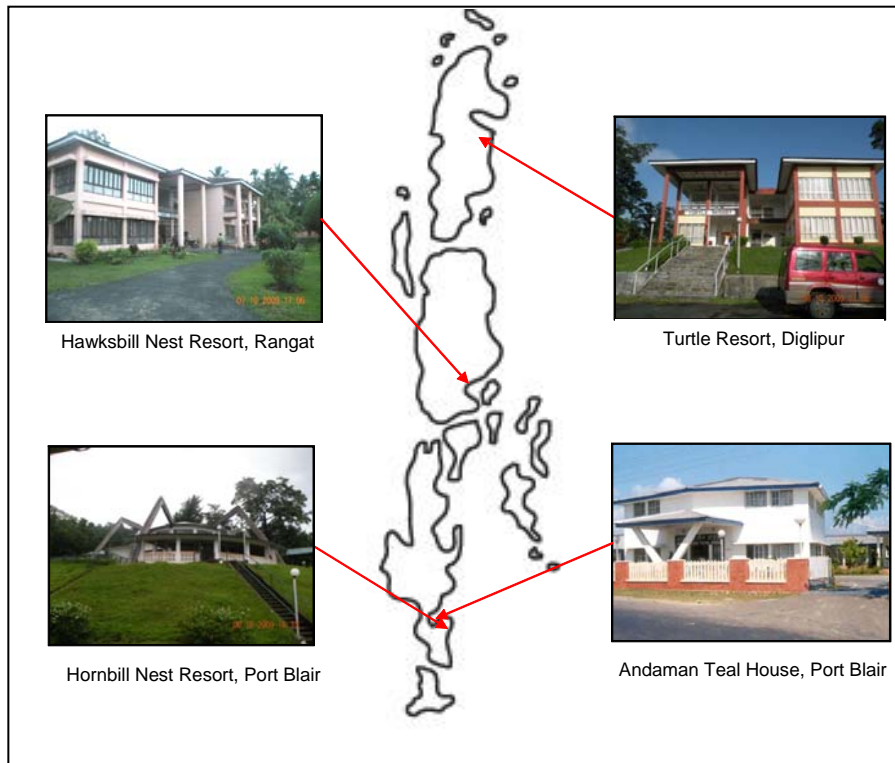 Hawksbill Nest Resort, Rangat
Turtle Resort, Diglipur
Hornbill Nest Resort, Port Blair
Andaman Teal House, Port Blair